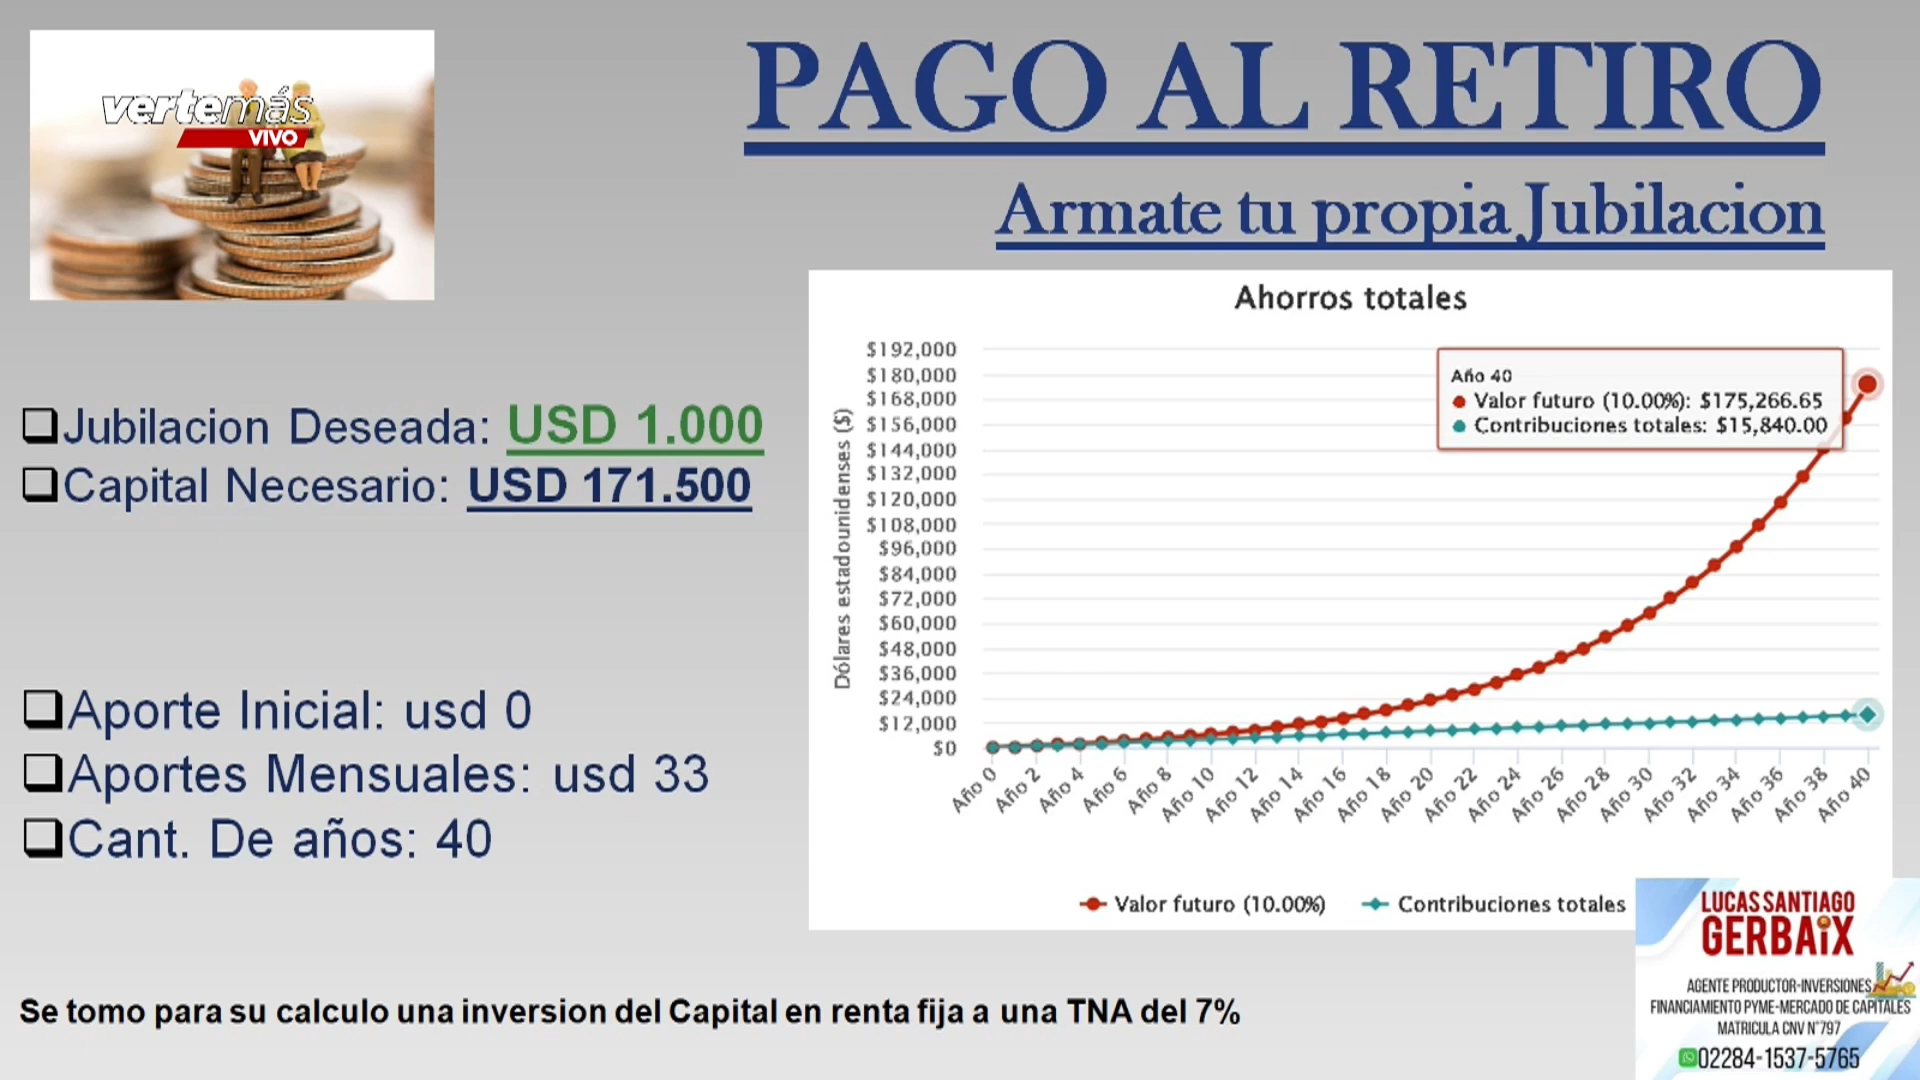 vertemás
VIVO
PAGO AL RETIRO
Armate tu propia Jubilacion
❑Jubilacion Deseada: USD 1.000
❑Capital Necesario: USD 171.500
❑Aporte Inicial: usd 0
❑Aportes Mensuales: usd 33
❑Cant. De años: 40
Ahorros totales
Dólares estadounidenses ($)
$192,000
$180,000
$168,000
$156,000
$144,000
$132,000
$120,000
$108,000
$96,000
$84,000
$72,000
$60,000
$48,000
$36,000
$24,000
$12,000
$0
Año 40
Valor futuro (10.00%): $175,266.65
Contribuciones totales: $15,840.00
Año 0
Año 2
Año 4
Año 6
Año 8
Año 10
Año 12
Año 14
Año 16
Año 18
Año 20
Año 22
Año 24
Año 26
Año 28
Año 30
Año 32
Año 34
Año 36
Año 38
Año 40
Valor futuro (10.00%) Contribuciones totales
Se tomo para su calculo una inversion del Capital en renta fija a una TNA del 7%
LUCAS SANTIAGO
GERBAiX
AGENTE PRODUCTOR-INVERSIONES
FINANCIAMIENTO PYME-MERCADO DE CAPITALES
MATRICULA CNV N°797
02284-1537-5765